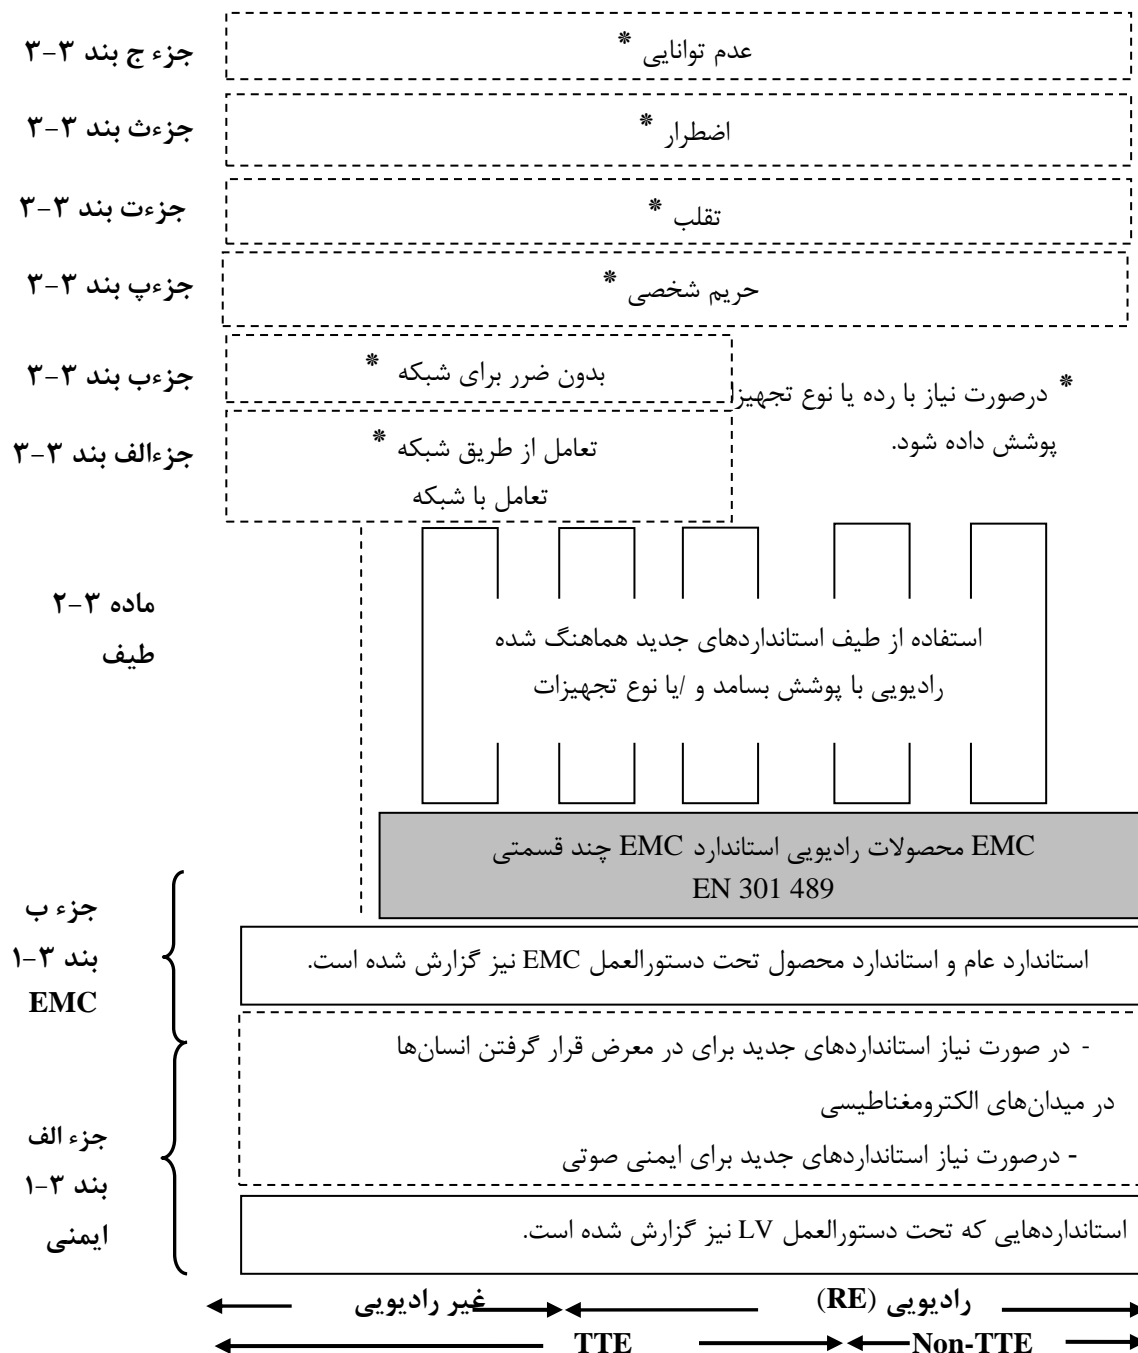 جزء ج بند ۳-۳
عدم توانایی *
جزءث بند ۳-۳
اضطرار *
جزءت بند ۳-۳
تقلب *
جزءپ بند ۳-۳
حریم شخصی *
جزءب بند ۳-۳
بدون ضرر برای شبکه *
* درصورت نیاز با رده یا نوع تجهیز
پوشش داده شود.
جزءالف بند ۳-۳
تعامل از طریق شبکه *
تعامل با شبکه
ماده ۳-۲
طیف
استفاده از طیف استانداردهای جدید هماهنگ شده
رادیویی با پوشش بسامد و /یا نوع تجهیزات
EMC محصولات رادیویی استاندارد EMC چند قسمتی
EN 301 489
جزء ب
بند ۳-۱
EMC
استاندارد عام و استاندارد محصول تحت دستورالعمل EMC نیز گزارش شده است.
- در صورت نیاز استانداردهای جدید برای در معرض قرار گرفتن انسان‌ها
در میدان‌های الکترومغناطیسی
- درصورت نیاز استانداردهای جدید برای ایمنی صوتی
جزء الف
بند ۳-۱
ایمنی
استانداردهایی که تحت دستورالعمل LV نیز گزارش شده است.
رادیویی (RE)
غیر رادیویی
Non-TTE
TTE